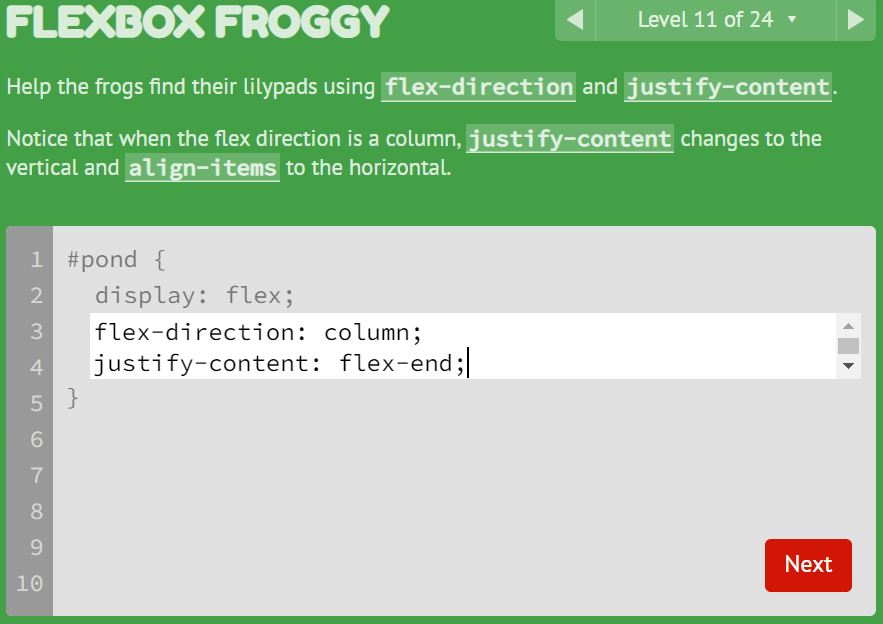 FLEXBOX FROGGY
Level 11 of 24
Help the frogs find their lilypads using flex-direction and justify-content.
Notice that when the flex direction is a column, justify-content changes to the
vertical and align-items to the horizontal.
1 #pond {
2 display: flex;
3 flex-direction: column;
4 justify-content: flex-end;
5 }
6
7
8
9
10
Next